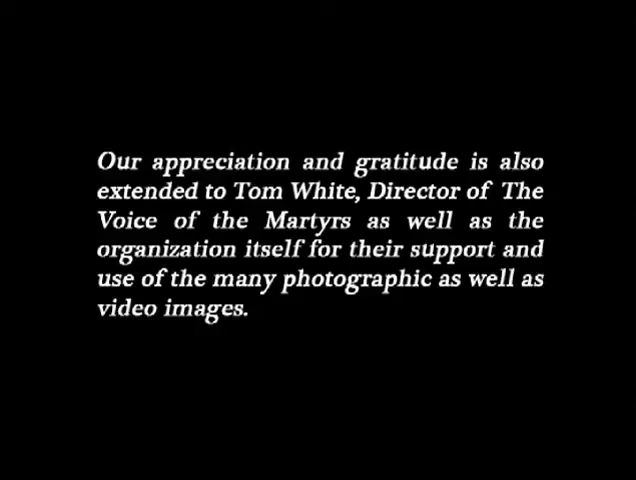 Our appreciation and gratitude is also
extended to Tom White, Director of The
Voice of the Martyrs as well as the
organization itself for their support and
use of the many photographic as well as
video images.